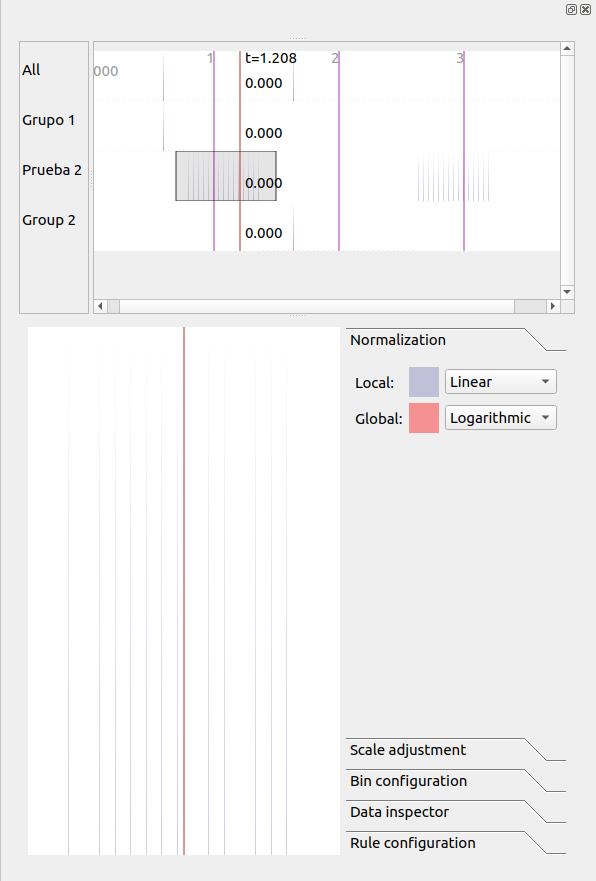 1 t=1.208 2 3
All 000 0.000
Grupo 1 0.000
Prueba 2 0.000
Group 2 0.000
Normalization
Local: Linear
Global: Logarithmic
Scale adjustment
Bin configuration
Data inspector
Rule configuration